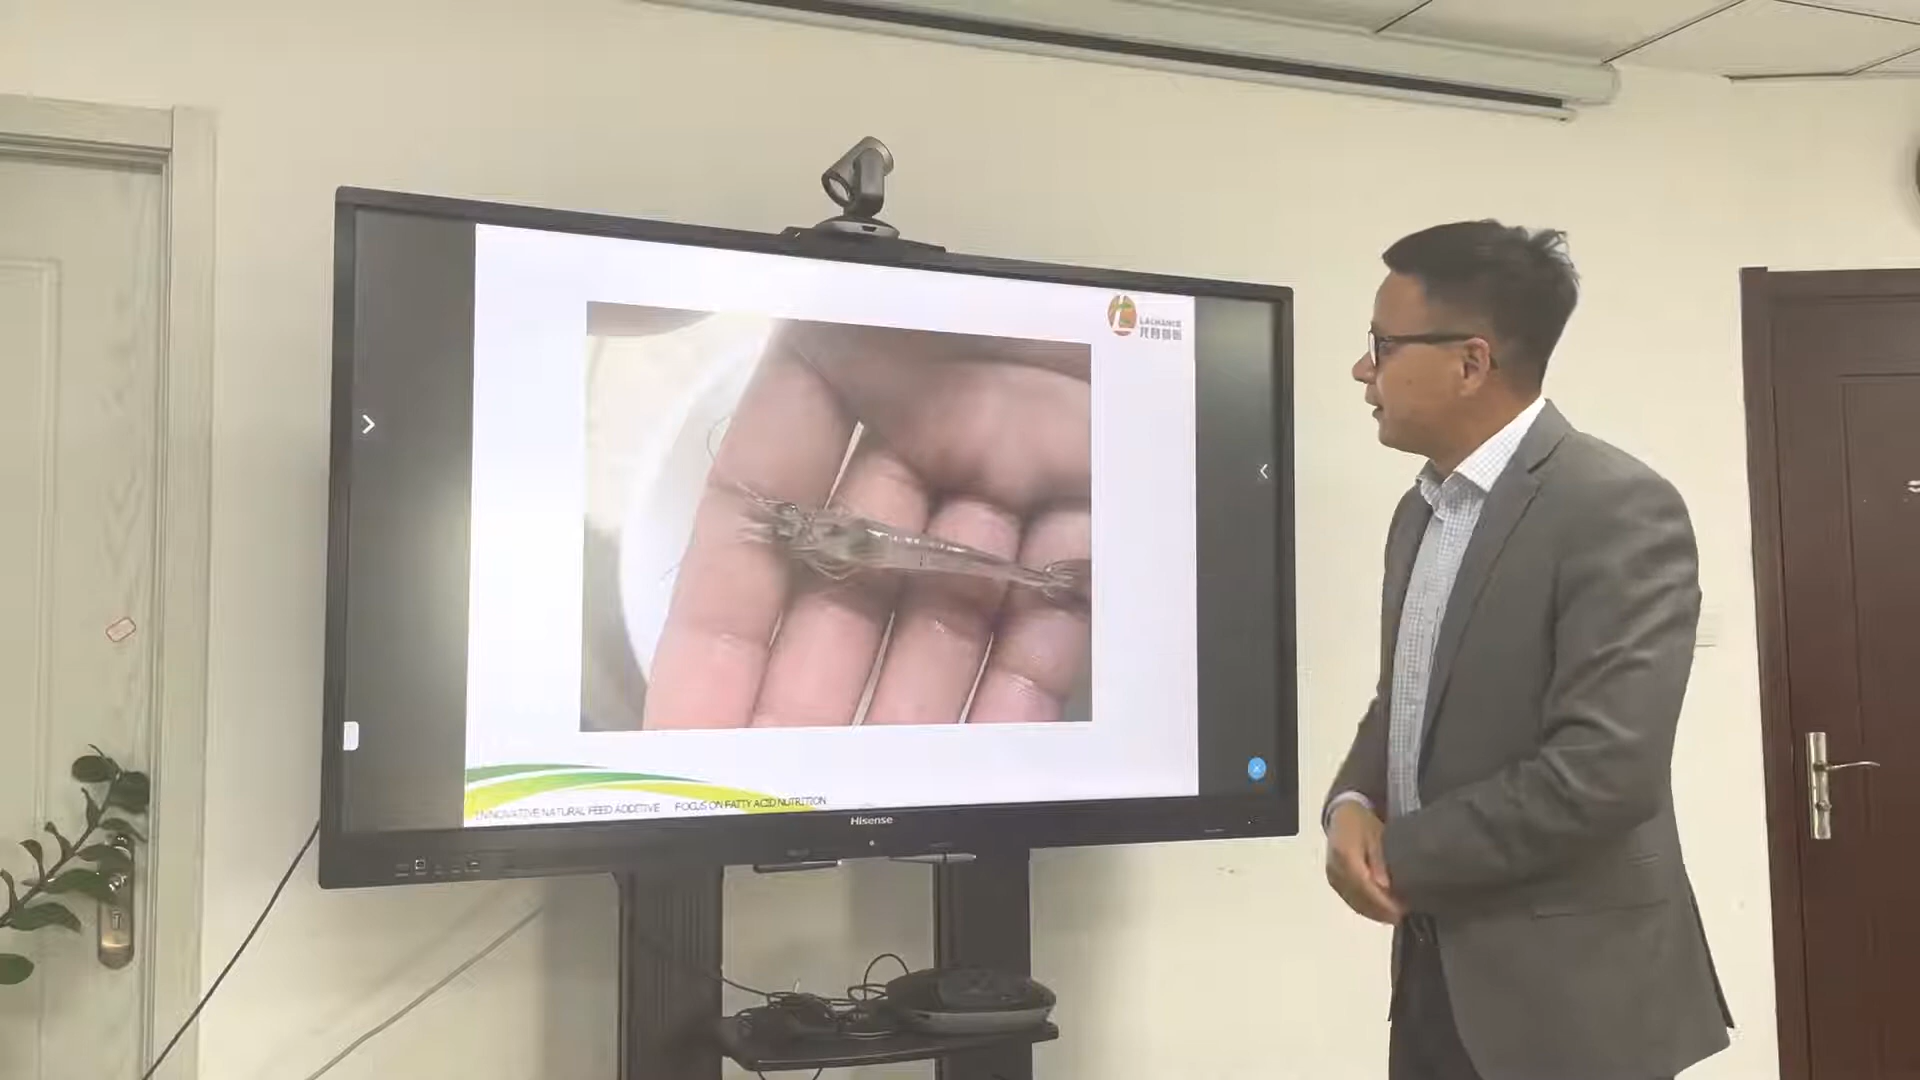 LACHANCE
INNOVATIVE NATURAL FEED ADDITIVE FOCUS ON FATTY ACID NUTRITION
Hisense